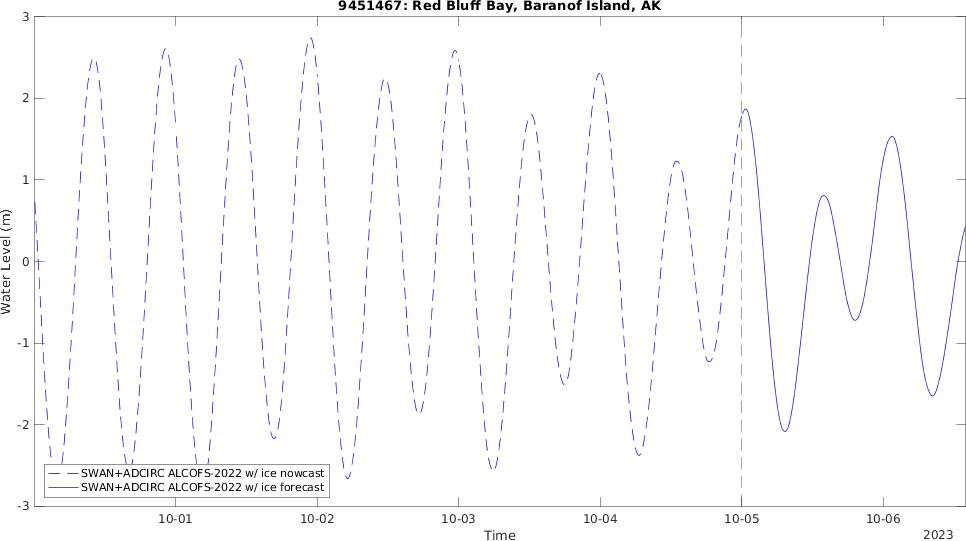 9451467: Red Bluff Bay, Baranof Island, AK
3
2
1
0
-1
-2
-3
Water Level (m)
SWAN+ADCIRC ALCOFS-2022 w/ ice nowcast
SWAN+ADCIRC ALCOFS-2022 w/ ice forecast
10-01 10-02 10-03 10-04 10-05 10-06
Time
2023